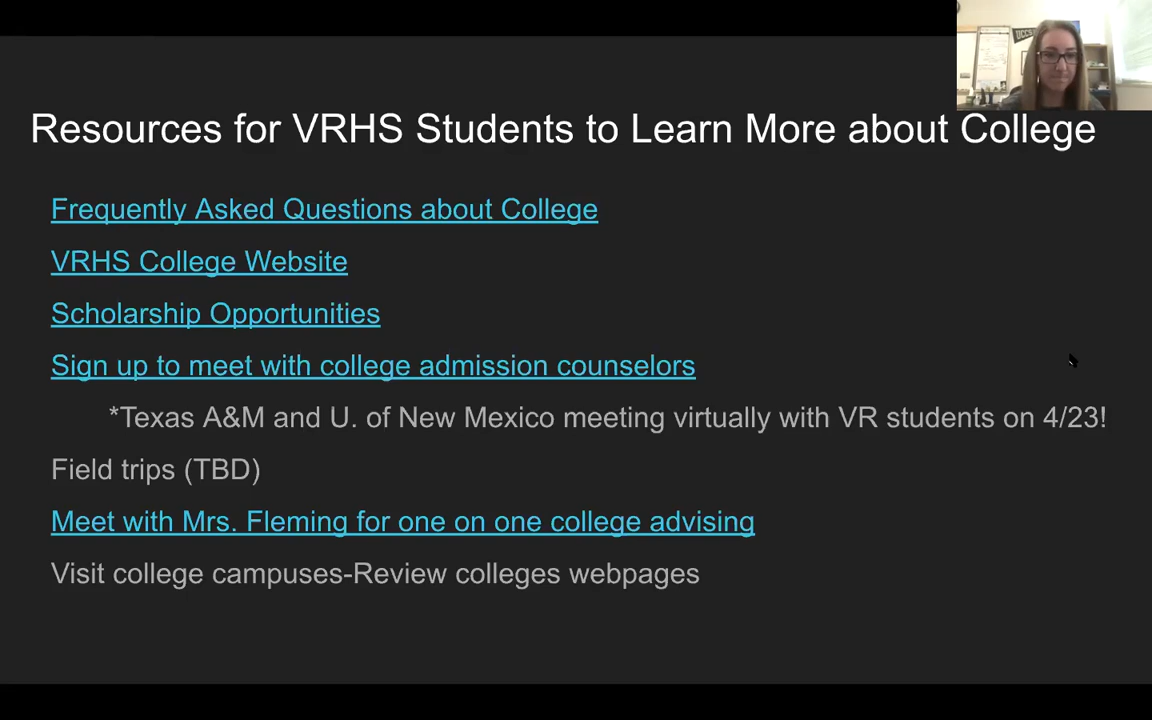 Resources for VRHS Students to Learn More about College
Frequently Asked Questions about College
VRHS College Website
Scholarship Opportunities
Sign up to meet with college admission counselors
*Texas A&M and U. of New Mexico meeting virtually with VR students on 4/23!
Field trips (TBD)
Meet with Mrs. Fleming for one on one college advising
Visit college campuses-Review colleges webpages